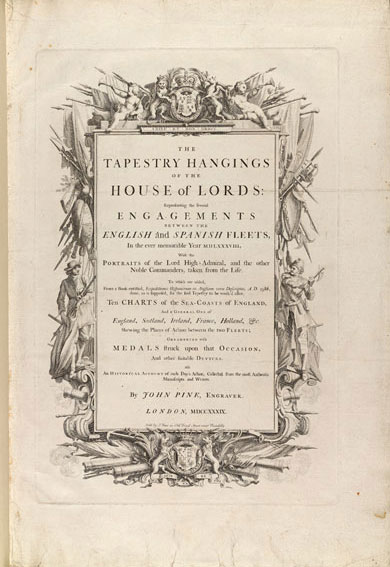 THE
TAPESTRY HANGINGS
OF THE
HOUSE of LORDS:
Representing the several
ENGAGEMENTS
BETWEEN THE
ENGLISH and SPANISH FLEETS,
In the ever memorable Year MDLXXXVIII,
With the
PORTRAITS of the Lord High-Admiral, and the other
Noble Commanders, taken from the Life.
To which are added,
From a Book entitled, Expeditionis Hispanorum in Angliam vera Descriptio, A. D. 1588,
done, as is supposed, for the said Tapestry to be work'd after,
Ten CHARTS of the SEA-COASTS of ENGLAND,
And a GENERAL ONE of
England, Scotland, Ireland, France, Holland, &c.
Shewing the Places of Action between the two FLEETS;
ORNAMENTED with
MEDALS struck upon that OCCASION,
And other suitable DEVICES.
Also
An HISTORICAL ACCOUNT of each Day's Action, Collected from the most Authentic
Manuscripts and Writers.
By JOHN PINE, ENGRAVER.
LONDON, MDCCXXXIX.